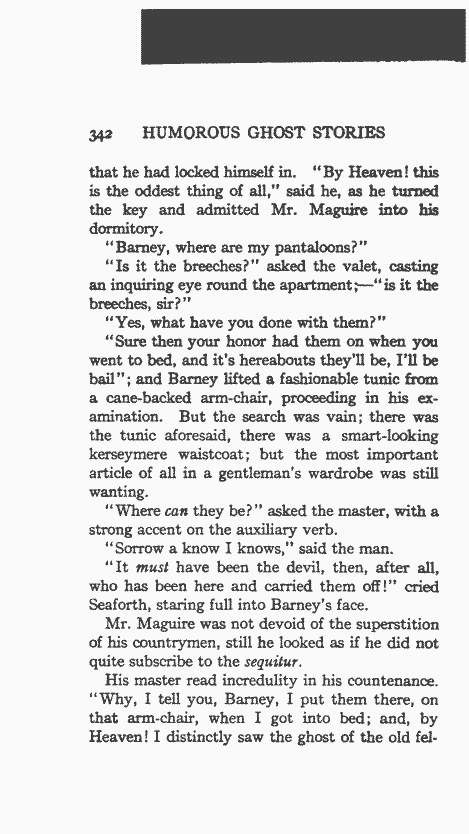 342 HUMOROUS GHOST STORIES
that he had locked himself in. "By Heaven! this
is the oddest thing of all," said he, as he turned
the key and admitted Mr. Maguire into his
dormitory.
"Barney, where are my pantaloons?"
"Is it the breeches?" asked the valet, casting
an inquiring eye round the apartment;—"is it the
breeches, sir?"
"Yes, what have you done with them?"
"Sure then your honor had them on when you
went to bed, and it's hereabouts they'll be, I'll be
bail"; and Barney lifted a fashionable tunic from
a cane-backed arm-chair, proceeding in his ex-
amination. But the search was vain; there was
the tunic aforesaid, there was a smart-looking
kerseymere waistcoat; but the most important
article of all in a gentleman's wardrobe was still
wanting.
"Where can they be?" asked the master, with a
strong accent on the auxiliary verb.
"Sorrow a know I knows," said the man.
"It must have been the devil, then, after all,
who has been here and carried them off!" cried
Seaforth, staring full into Barney's face.
Mr. Maguire was not devoid of the superstition
of his countrymen, still he looked as if he did not
quite subscribe to the sequitur.
His master read incredulity in his countenance.
"Why, I tell you, Barney, I put them there, on
that arm-chair, when I got into bed; and, by
Heaven! I distinctly saw the ghost of the old fel-